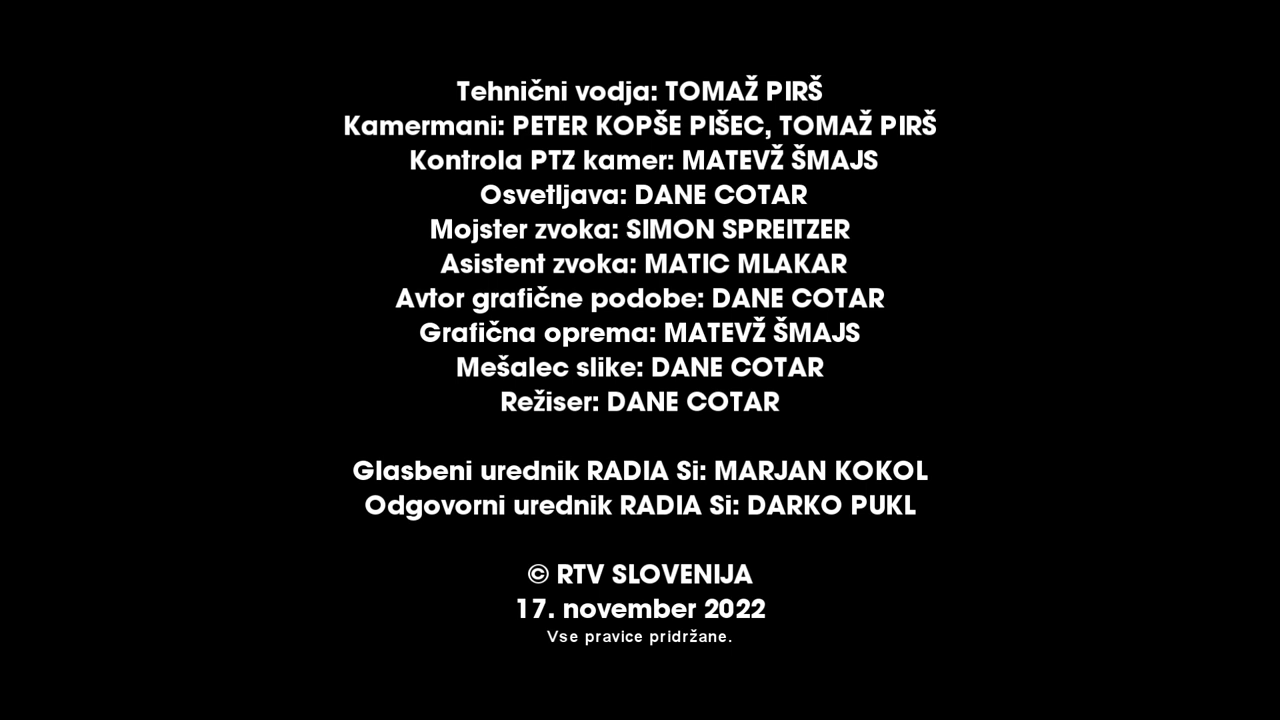 Tehnični vodja: TOMAŽ PIRŠ
Kamermani: PETER KOPŠE PIŠEC, TOMAŽ PIRŠ
Kontrola PTZ kamer: MATEVŽ ŠMAJS
Osvetljava: DANE COTAR
Mojster zvoka: SIMON SPREITZER
Asistent zvoka: MATIC MLAKAR
Avtor grafične podobe: DANE COTAR
Grafična oprema: MATEVŽ ŠMAJS
Mešalec slike: DANE COTAR
Režiser: DANE COTAR
Glasbeni urednik RADIA Si: MARJAN KOKOL
Odgovorni urednik RADIA Si: DARKO PUKL
© RTV SLOVENIJA
17. november 2022
Vse pravice pridržane.